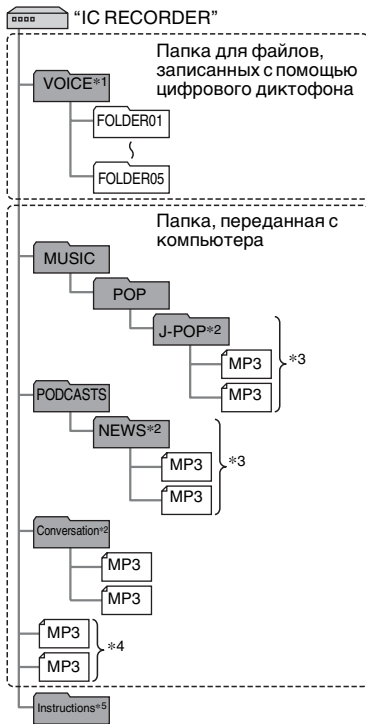 “IC RECORDER”
Папка для файлов,
записанных с помощью
цифрового диктофона
VOICE*1
FOLDER01
FOLDER05
Папка, переданная с
компьютера
MUSIC
POP
J-POP*2
MP3
*3
MP3
PODCASTS
NEWS*2
MP3
*3
MP3
Conversation*2
MP3
MP3
MP3
*4
MP3
Instructions*5